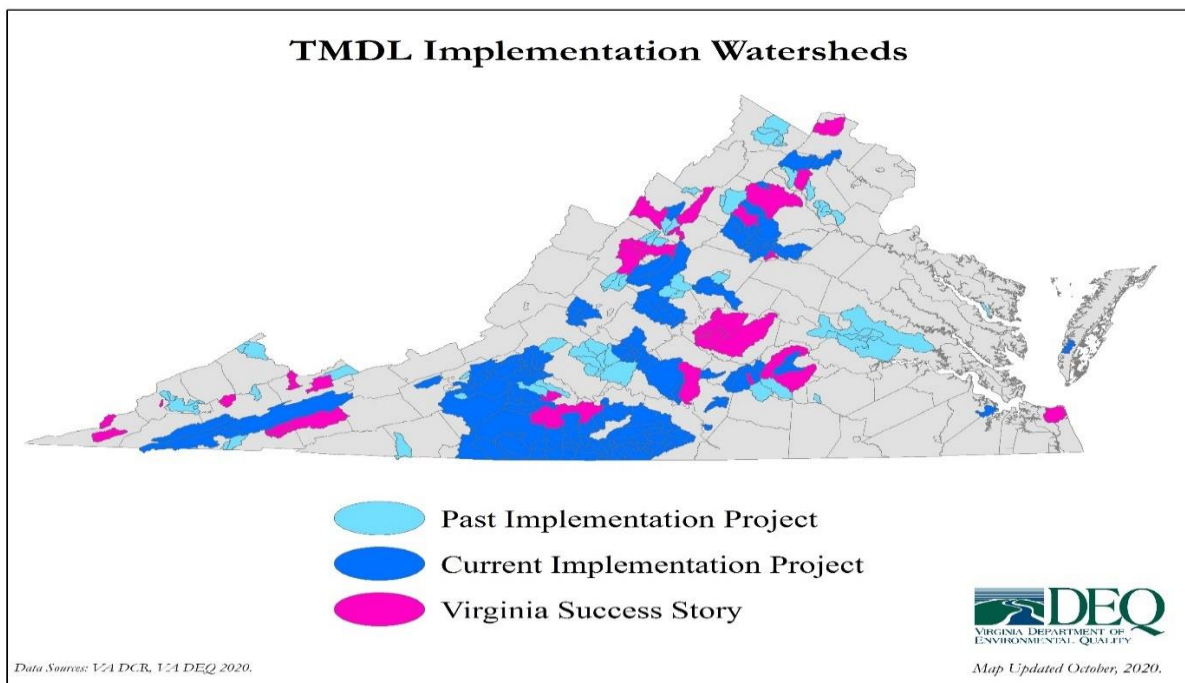 TMDL Implementation Watersheds
Past Implementation Project
Current Implementation Project
Virginia Success Story
DEQ
VIRGINIA DEPARTMENT OF
ENVIRONMENTAL QUALITY
Data Sources: VA DCR, VA DEQ 2020.
Map Updated October, 2020.